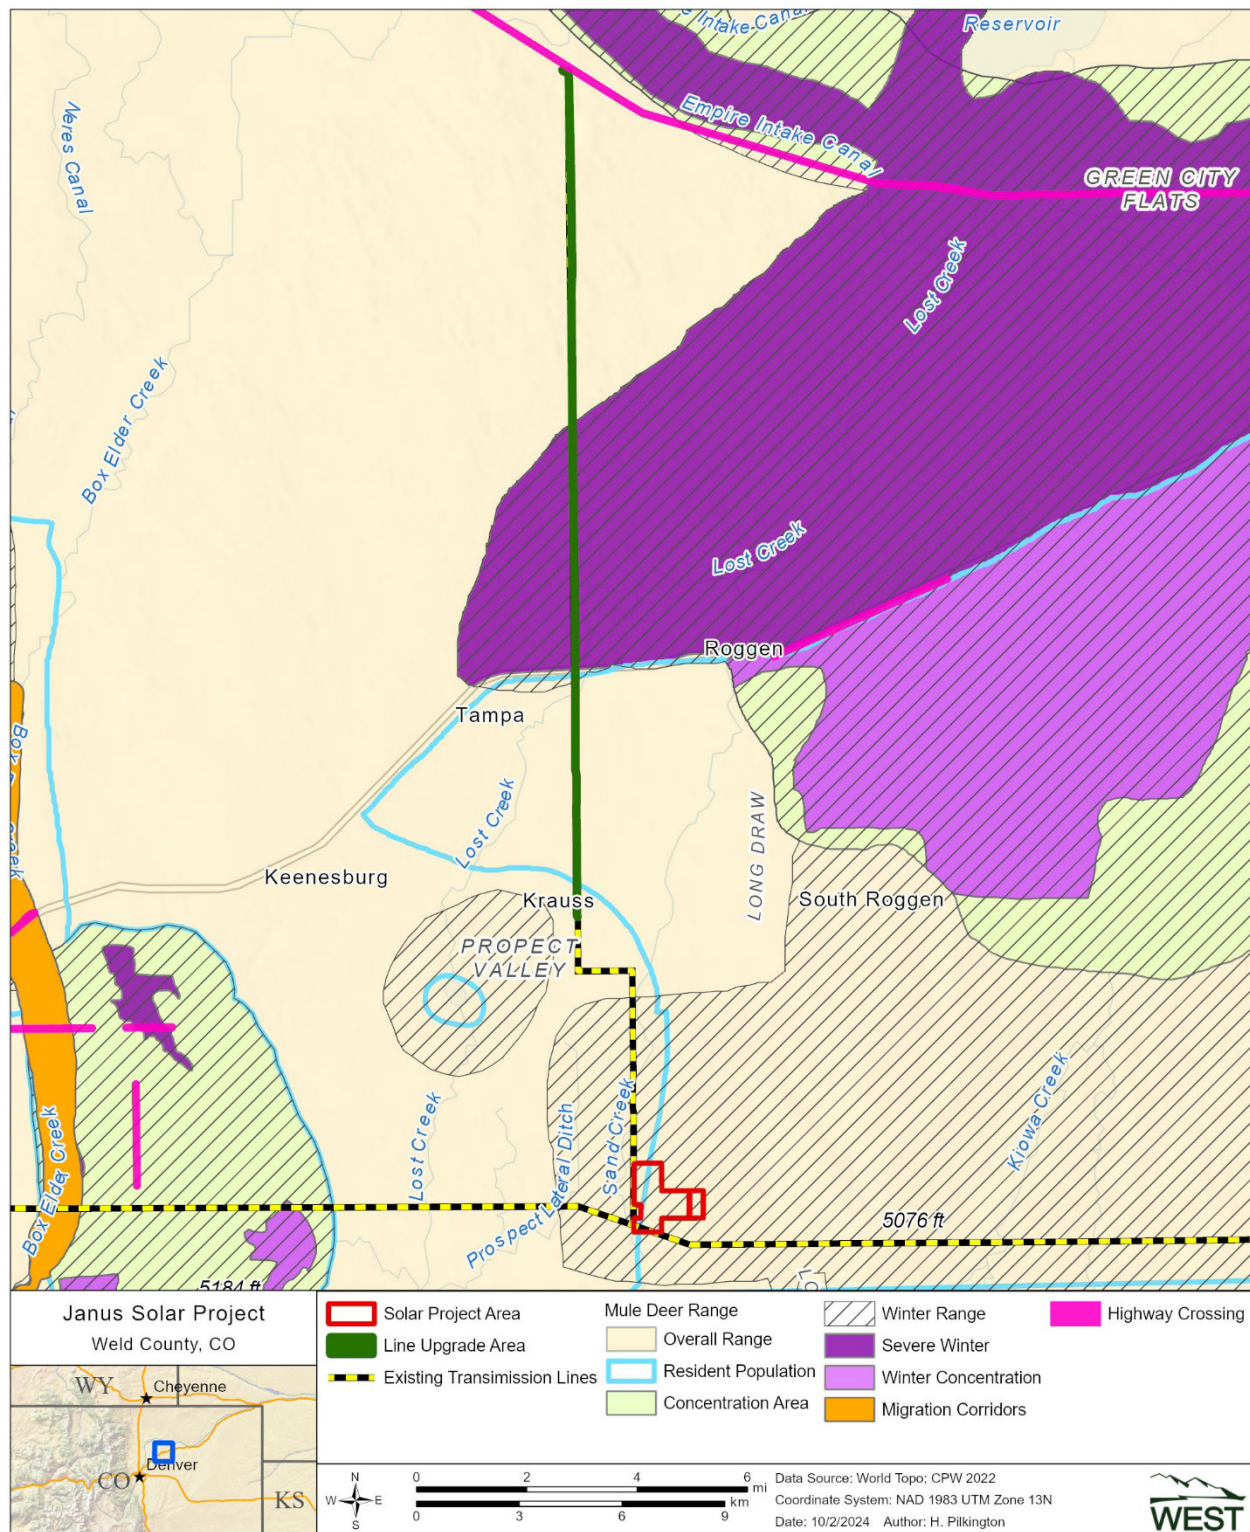 e Intake Canal
Reservoir
Neres Canal
Empire Intake Canal
GREEN CITY
FLATS
Lost Creek
Box Elder Creek
Lost Creek
Roggen
Tampa
Lost Creek
LONG DRAW
Keenesburg
Krauss
South Roggen
PROPECT
VALLEY
Lost Creek
Prospect Lateral Ditch
Sand Creek
Kiowa Creek
Box Elder Creek
5076 ft
5184 ft
Janus Solar Project
Weld County, CO
WY
Cheyenne
Denver
CO
KS
Solar Project Area
Line Upgrade Area
Existing Transimission Lines
Mule Deer Range
Overall Range
Resident Population
Concentration Area
Winter Range
Severe Winter
Winter Concentration
Migration Corridors
Highway Crossing
N
W E
S
0 2 4 6
mi
km
0 3 6 9
Data Source: World Topo; CPW 2022
Coordinate System: NAD 1983 UTM Zone 13N
Date: 10/2/2024 Author: H. Pilkington
WEST